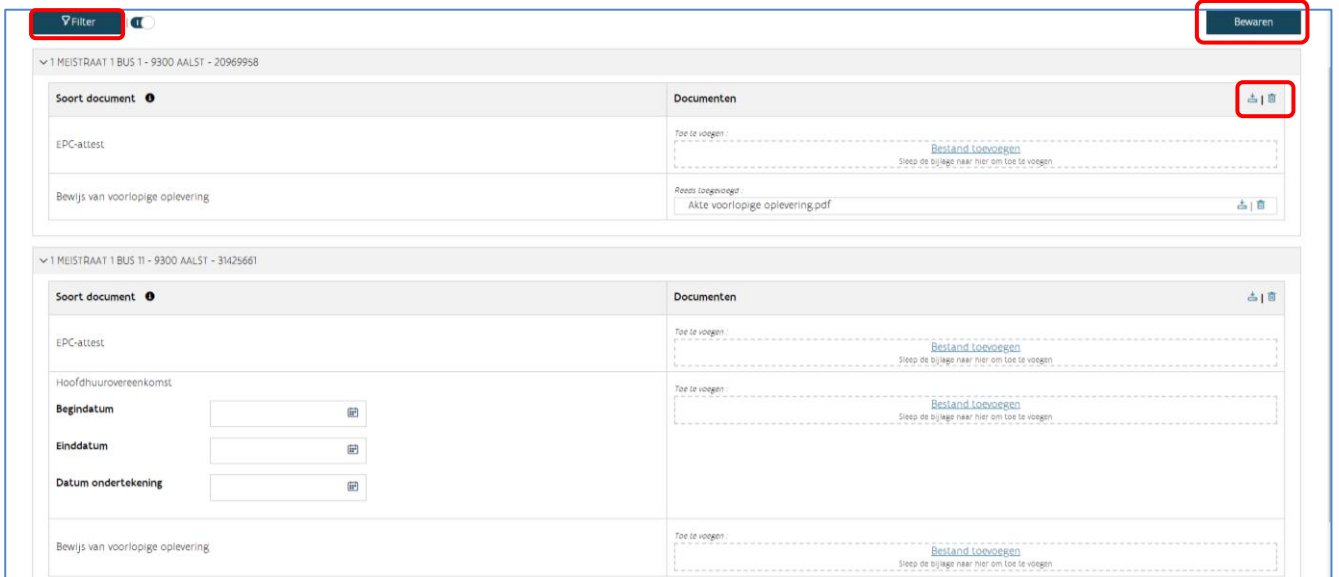 Filter
Bewaren
1 MEISTRAAT 1 BUS 1 - 9300 AALST - 20969958
Soort document
Documenten
EPC-attest
Toe te voegen :
Bestand toevoegen
Sleep de bijlage naar hier om toe te voegen
Bewijs van voorlopige oplevering
Reeds toegevoegd :
Akte voorlopige oplevering.pdf
1 MEISTRAAT 1 BUS 11 - 9300 AALST - 31425661
Soort document
Documenten
EPC-attest
Toe te voegen :
Bestand toevoegen
Sleep de bijlage naar hier om toe te voegen
Hoofdhuurovereenkomst
Toe te voegen :
Bestand toevoegen
Sleep de bijlage naar hier om toe te voegen
Begindatum
Einddatum
Datum ondertekening
Bewijs van voorlopige oplevering
Toe te voegen :
Bestand toevoegen
Sleep de bijlage naar hier om toe te voegen